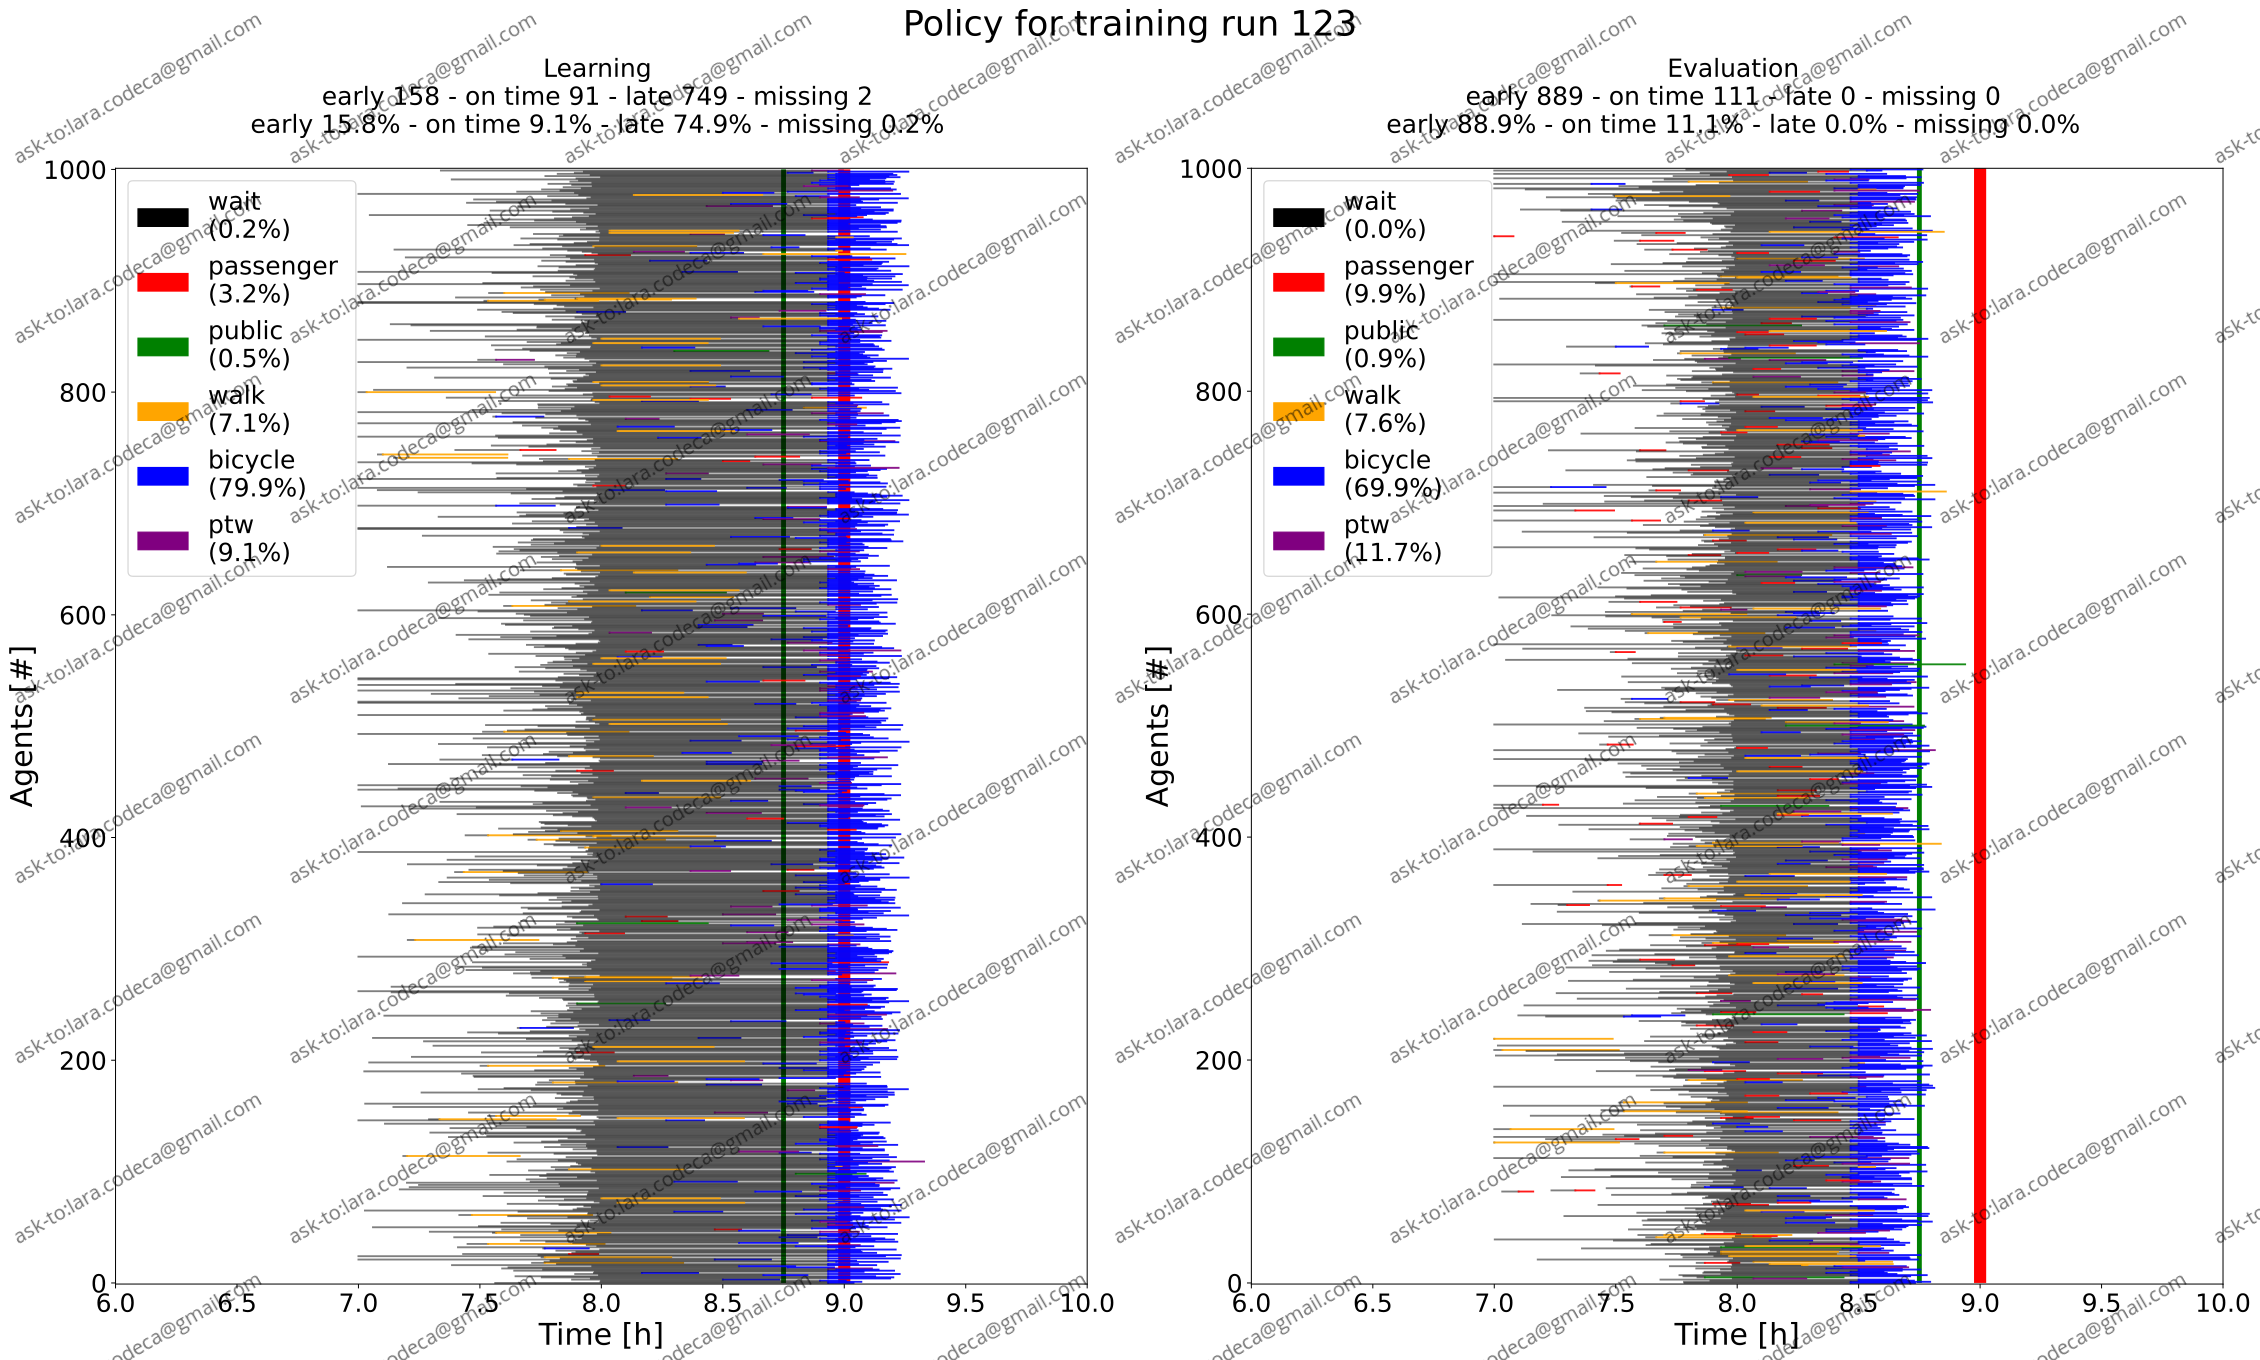 Policy for training run 123
Learning
early 158 - on time 91 - late 749 - missing 2
early 15.8% - on time 9.1% - late 74.9% - missing 0.2%
1000
800
600
400
200
0
Agents [#]
wait
(0.2%)
passenger
(3.2%)
public
(0.5%)
walk
(7.1%)
bicycle
(79.9%)
ptw
(9.1%)
6.0 6.5 7.0 7.5 8.0 8.5 9.0 9.5 10.0
Time [h]
Evaluation
early 889 - on time 111 - late 0 - missing 0
early 88.9% - on time 11.1% - late 0.0% - missing 0.0%
1000
800
600
400
200
0
Agents [#]
wait
(0.0%)
passenger
(9.9%)
public
(0.9%)
walk
(7.6%)
bicycle
(69.9%)
ptw
(11.7%)
6.0 6.5 7.0 7.5 8.0 8.5 9.0 9.5 10.0
Time [h]
ask-to:lara.codeca@gmail.com